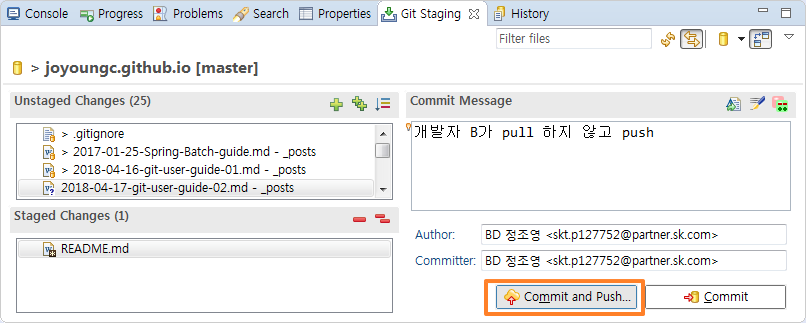 Console Progress Problems Search Properties Git Staging History
Filter files
> joyoungc.github.io [master]
Unstaged Changes (25)
> .gitignore
> 2017-01-25-Spring-Batch-guide.md - _posts
> 2018-04-16-git-user-guide-01.md - _posts
2018-04-17-git-user-guide-02.md - _posts
Staged Changes (1)
README.md
Commit Message
개발자 B가 pull 하지 않고 push
Author: BD 정조영 <skt.p127752@partner.sk.com>
Committer: BD 정조영 <skt.p127752@partner.sk.com>
Commit and Push... Commit